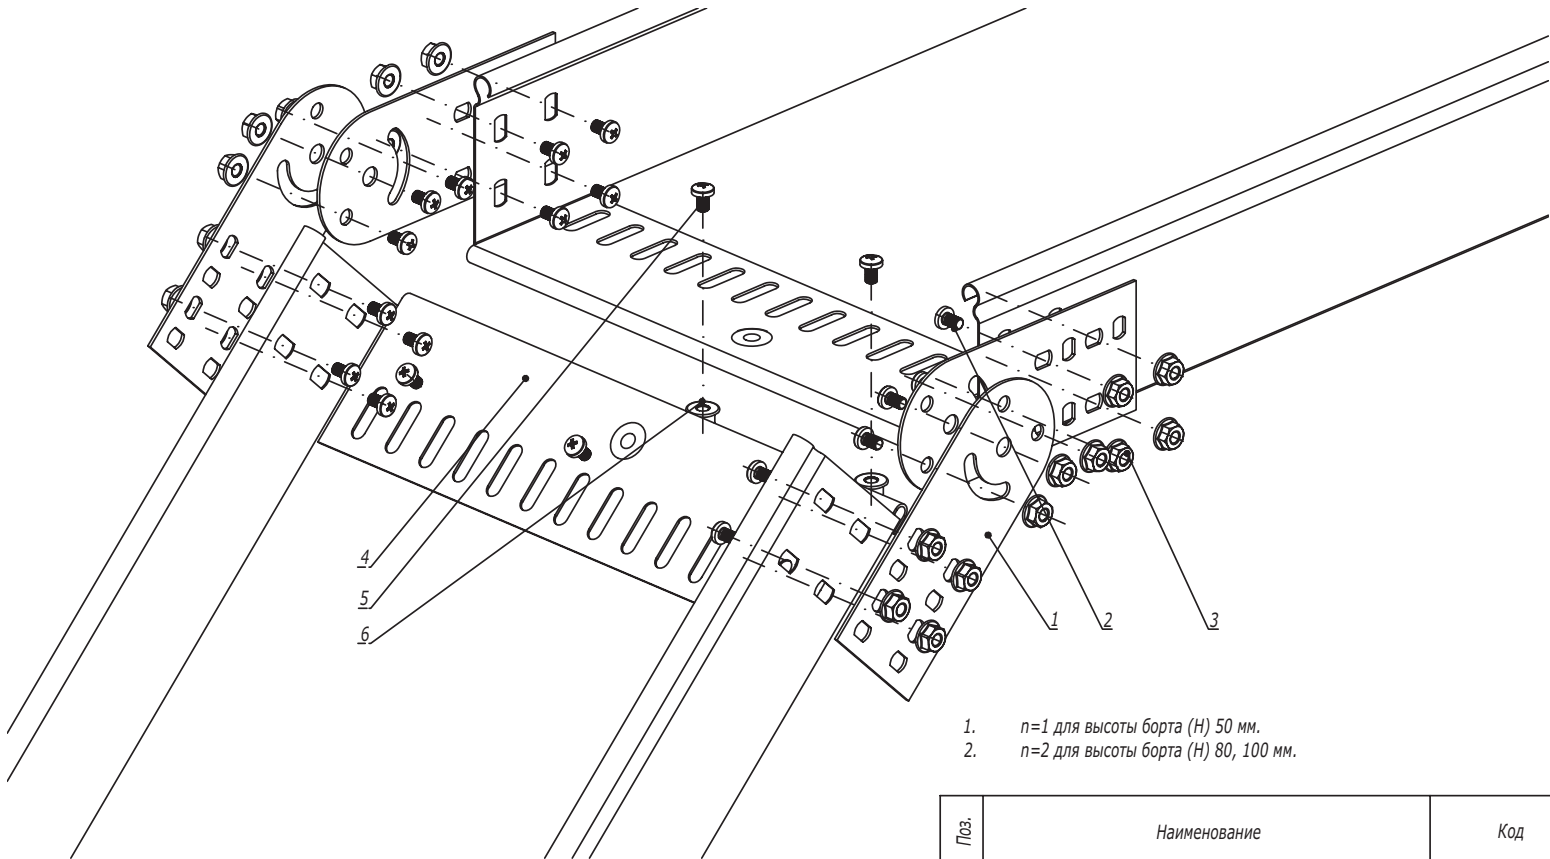 4
5
6
1
2
3
1. n=1 для высоты борта (H) 50 мм.
2. n=2 для высоты борта (H) 80, 100 мм.
Поз. Наименование Код